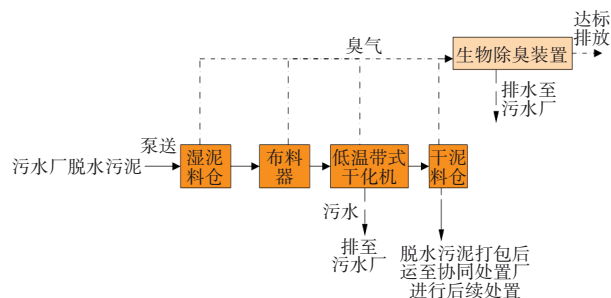 达标
排放
臭气
生物除臭装置
排水至
污水厂
泵送
污水厂脱水污泥
湿泥
料仓
布料
器
低温带式
干化机
干泥
料仓
污水
排至
污水厂
脱水污泥打包后
运至协同处置厂
进行后续处置